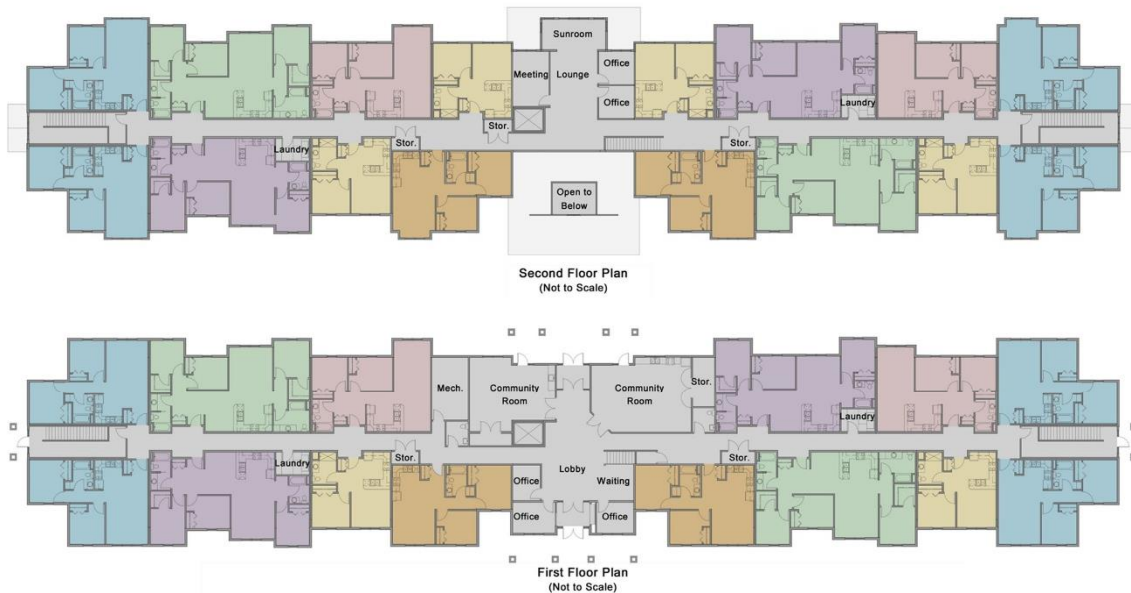 Sunroom
Office
Meeting
Lounge
Office
Laundry
Stor.
Stor.
Stor.
Laundry
Open to
Below
Second Floor Plan
(Not to Scale)
Mech.
Community
Room
Community
Room
Stor.
Laundry
Stor.
Stor.
Laundry
Lobby
Office
Waiting
Office
Office
First Floor Plan
(Not to Scale)